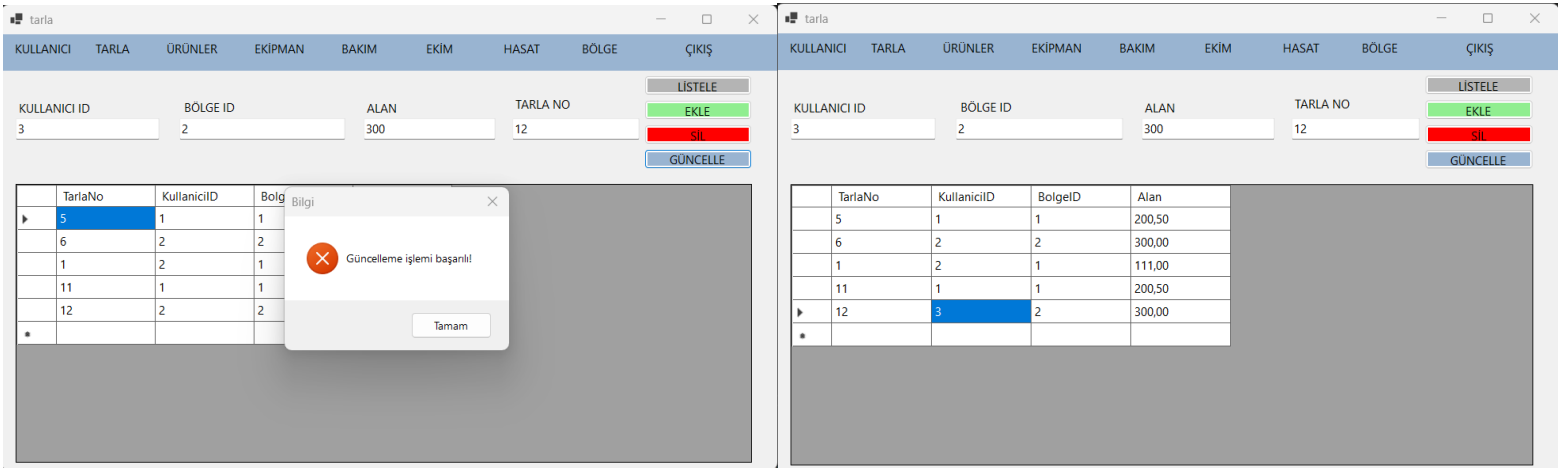 tarla
KULLANICI TARLA ÜRÜNLER EKİPMAN BAKIM EKİM HASAT BÖLGE ÇIKIŞ
LİSTELE
KULLANICI ID BÖLGE ID ALAN TARLA NO
EKLE
3 2 300 12
SİL
GÜNCELLE
TarlaNo KullaniciID Bolg
5 1 1
6 2 2
1 2 1
11 1 1
12 2 2
Bilgi
Güncelleme işlemi başarılı!
Tamam
tarla
KULLANICI TARLA ÜRÜNLER EKİPMAN BAKIM EKİM HASAT BÖLGE ÇIKIŞ
LİSTELE
KULLANICI ID BÖLGE ID ALAN TARLA NO
EKLE
3 2 300 12
SİL
GÜNCELLE
TarlaNo KullaniciID BolgeID Alan
5 1 1 200,50
6 2 2 300,00
1 2 1 111,00
11 1 1 200,50
12 3 2 300,00